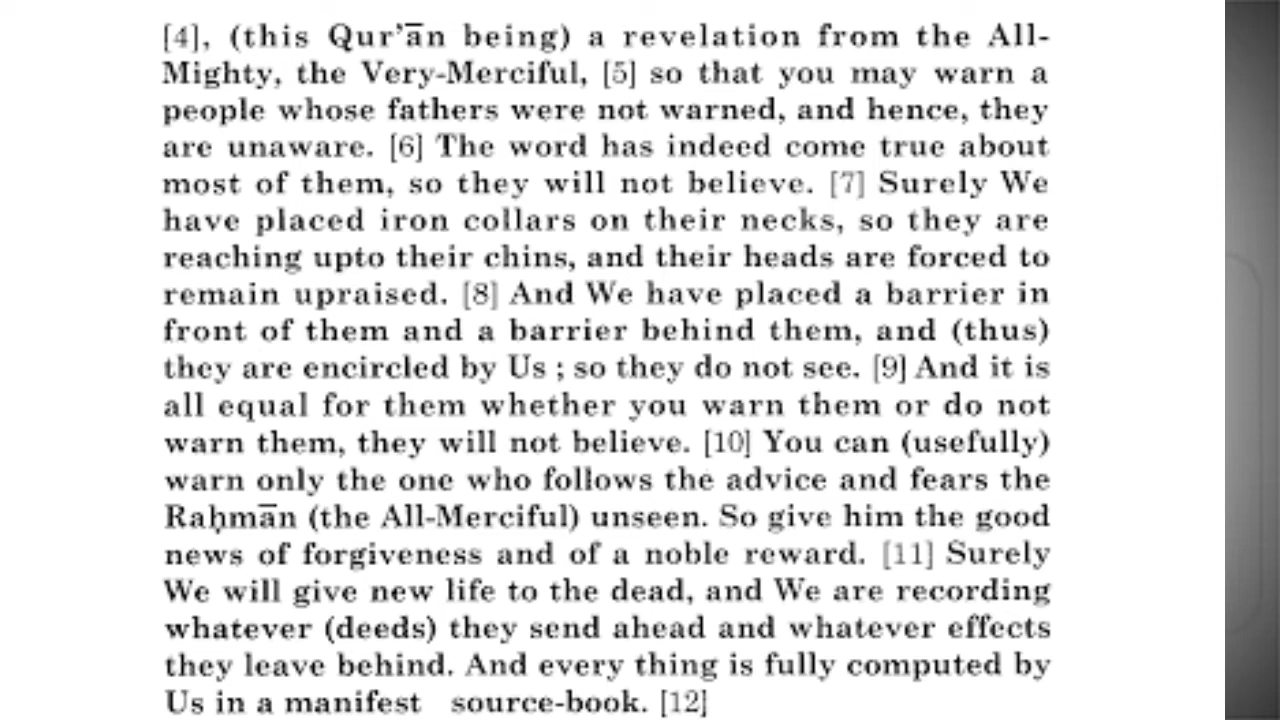 [4], (this Qur’ān being) a revelation from the All-
Mighty, the Very-Merciful, [5] so that you may warn a
people whose fathers were not warned, and hence, they
are unaware. [6] The word has indeed come true about
most of them, so they will not believe. [7] Surely We
have placed iron collars on their necks, so they are
reaching upto their chins, and their heads are forced to
remain upraised. [8] And We have placed a barrier in
front of them and a barrier behind them, and (thus)
they are encircled by Us ; so they do not see. [9] And it is
all equal for them whether you warn them or do not
warn them, they will not believe. [10] You can (usefully)
warn only the one who follows the advice and fears the
Raḥmān (the All-Merciful) unseen. So give him the good
news of forgiveness and of a noble reward. [11] Surely
We will give new life to the dead, and We are recording
whatever (deeds) they send ahead and whatever effects
they leave behind. And every thing is fully computed by
Us in a manifest source-book. [12]